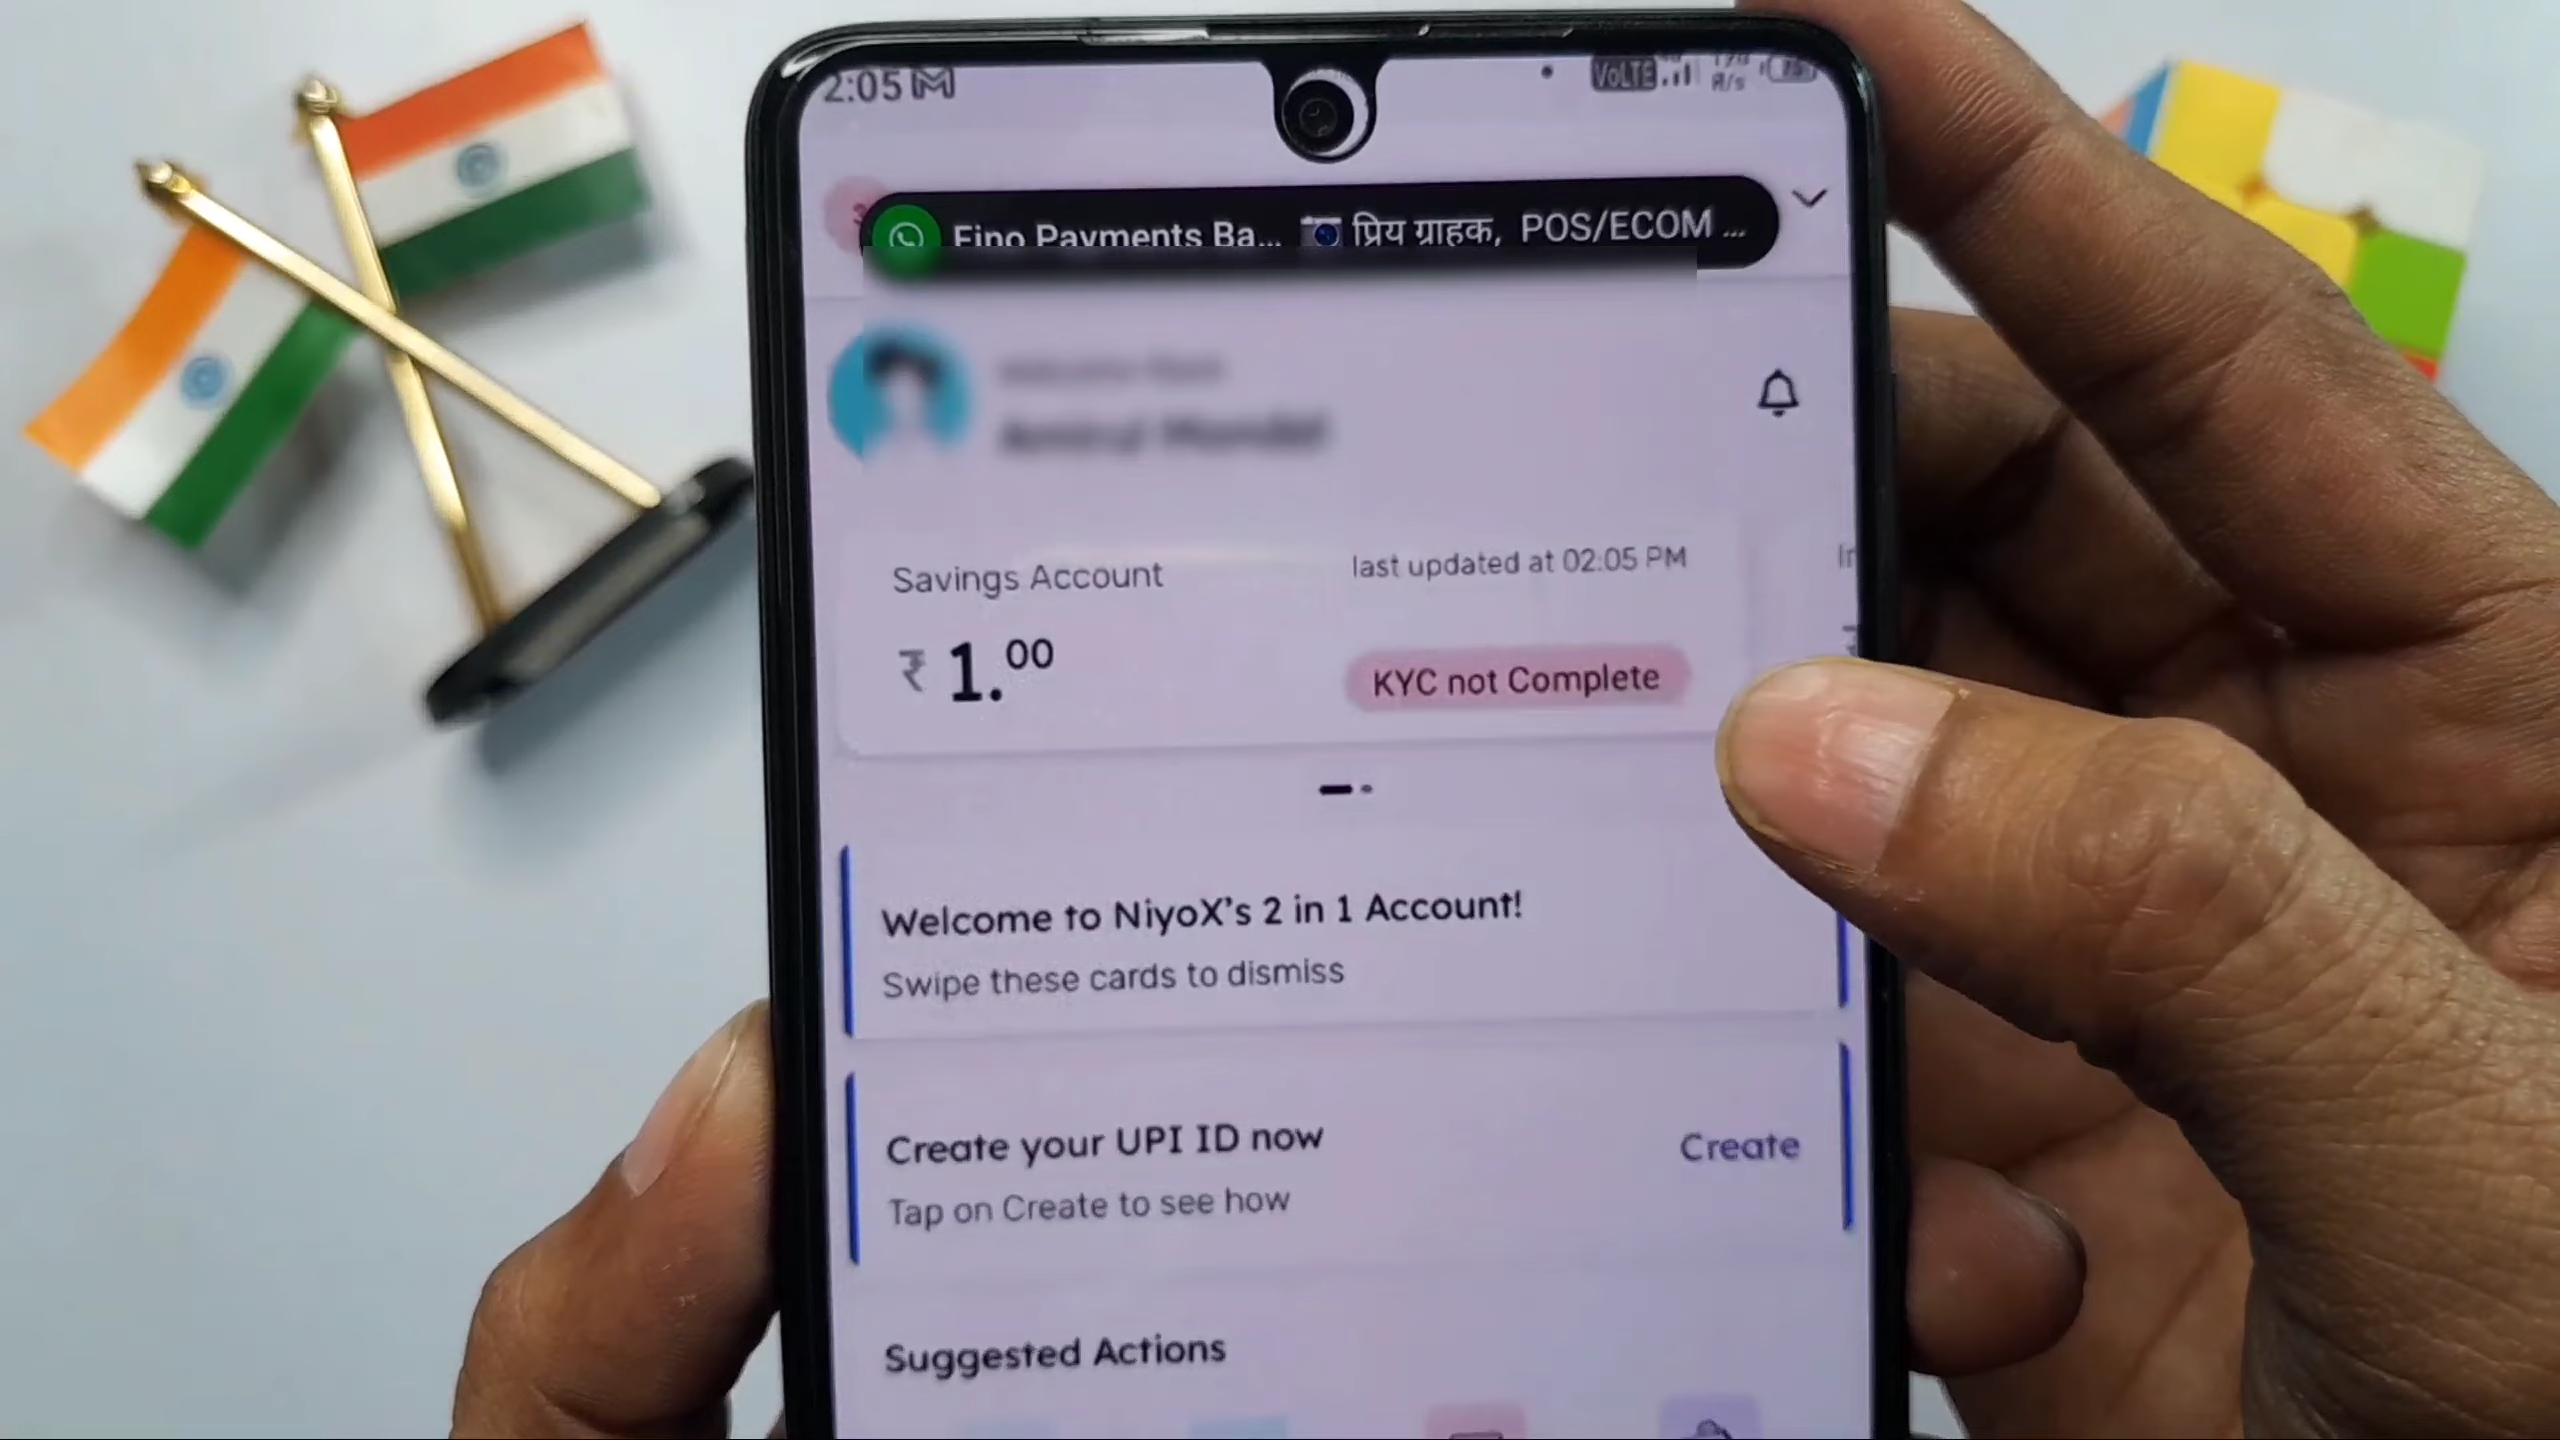 2:05
VoLTE
Fino Payments Ba... प्रिय ग्राहक, POS/ECOM ...
Savings Account
last updated at 02:05 PM
₹ 1.00
KYC not Complete
Welcome to NiyoX's 2 in 1 Account!
Swipe these cards to dismiss
Create your UPI ID now
Create
Tap on Create to see how
Suggested Actions